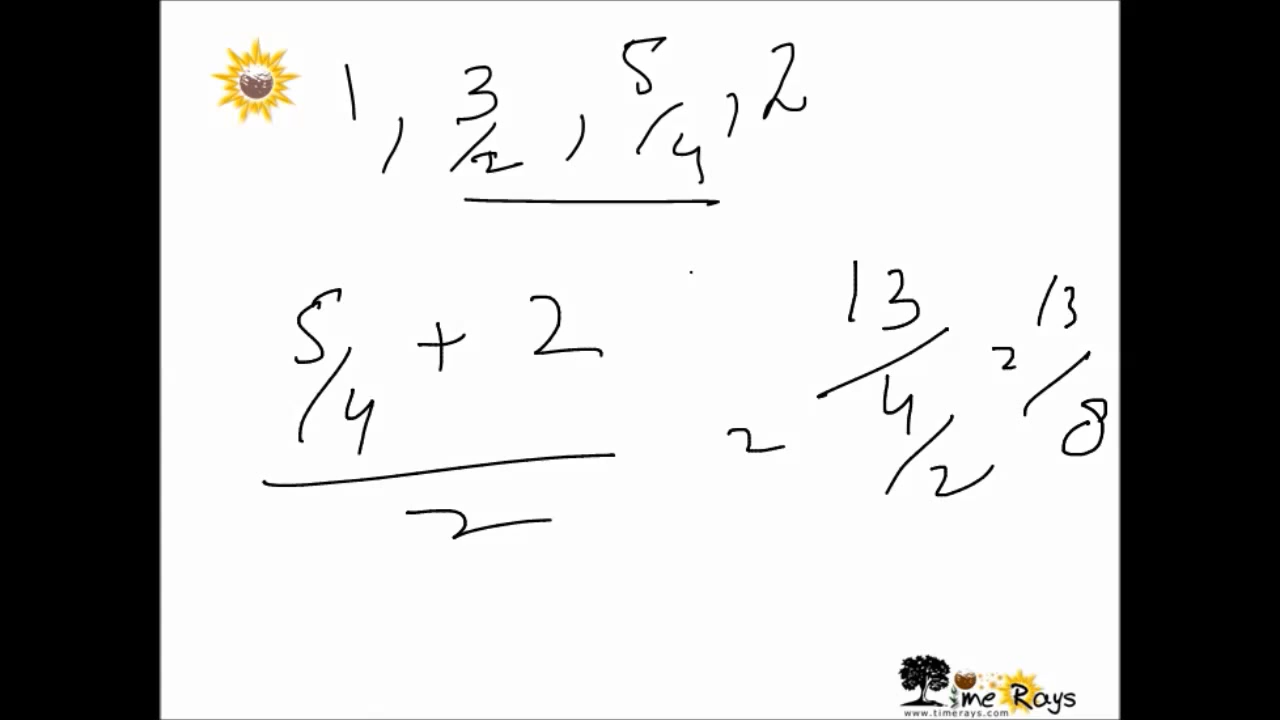 1, 3/2, 5/4, 2
5/4 + 2 = 13/4/2 = 13/8
2
Time Rays
www.timerays.com